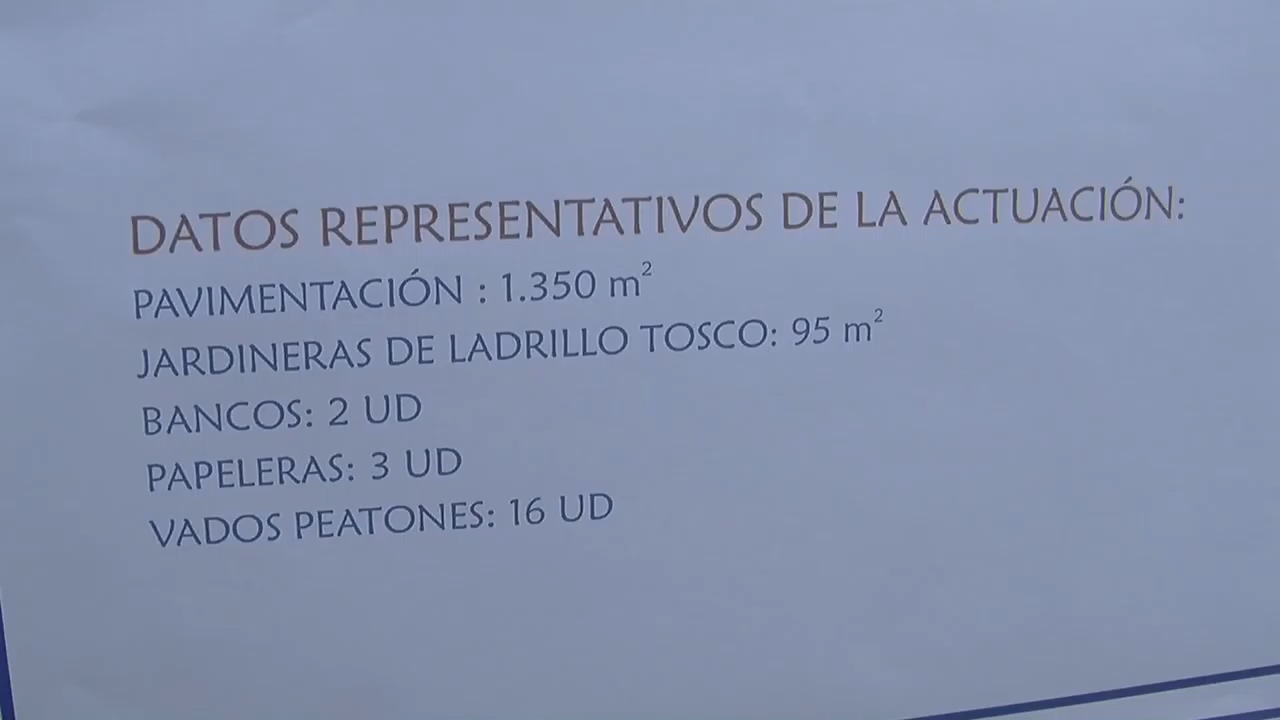 DATOS REPRESENTATIVOS DE LA ACTUACIÓN:
PAVIMENTACIÓN : 1.350 m²
JARDINERAS DE LADRILLO TOSCO: 95 m²
BANCOS: 2 UD
PAPELERAS: 3 UD
VADOS PEATONES: 16 UD